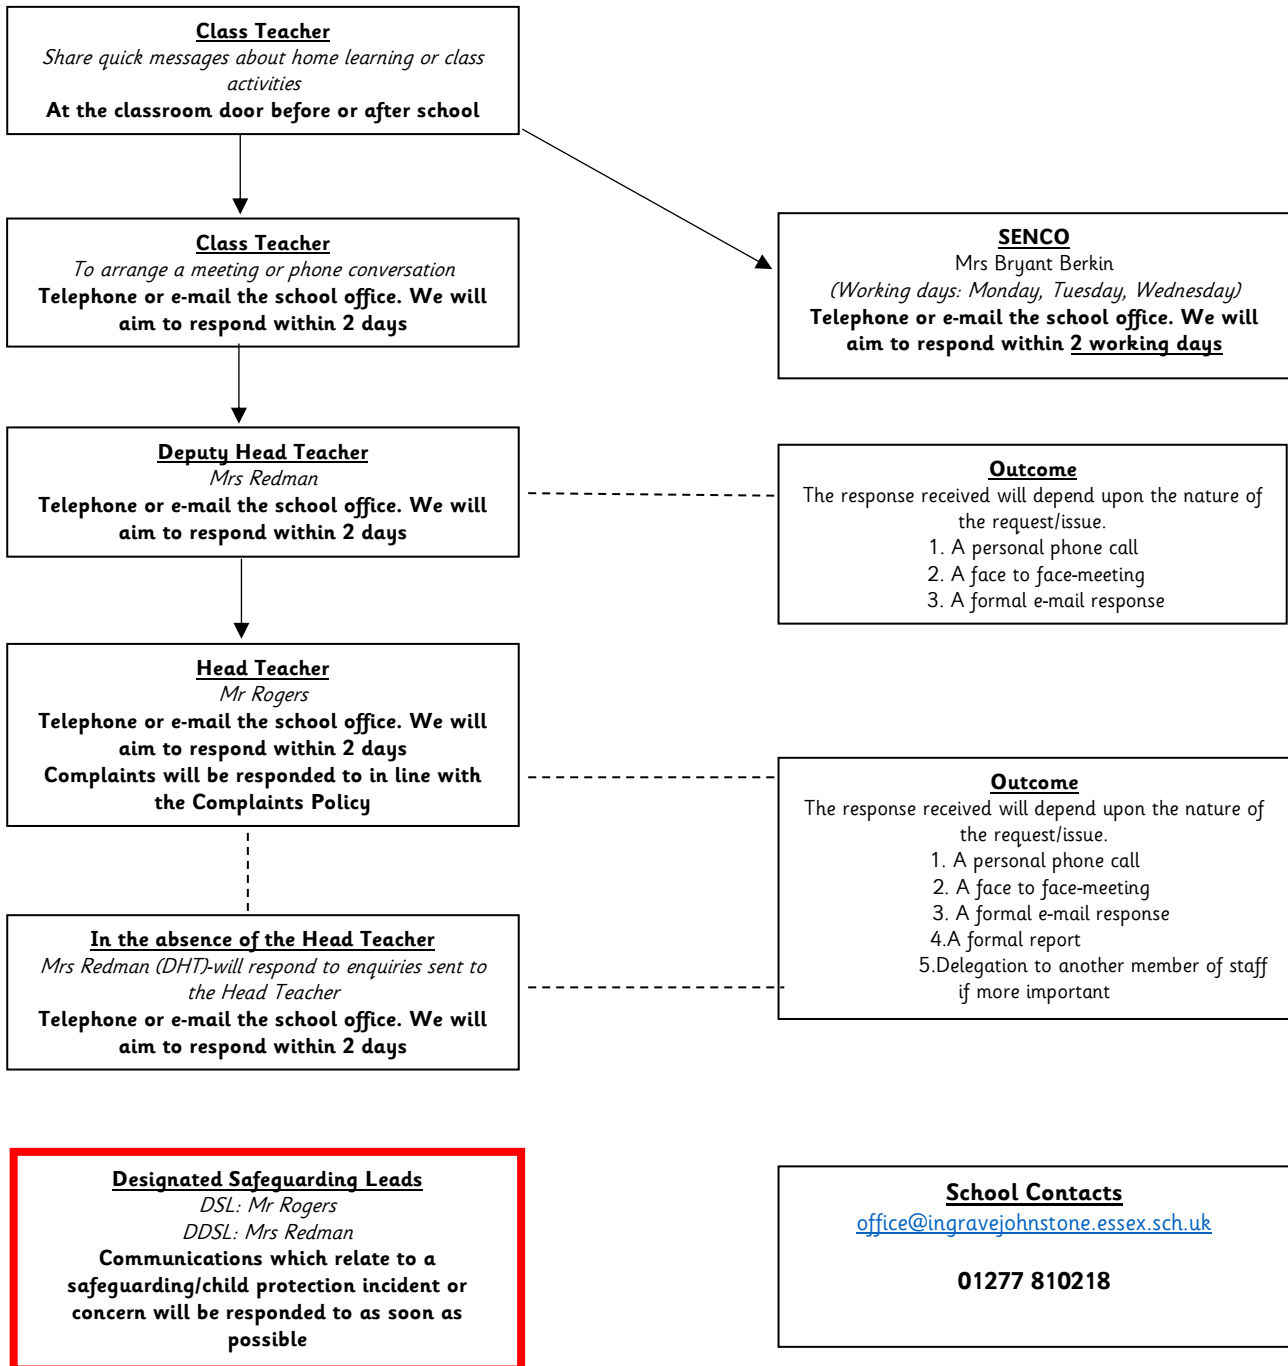 Class Teacher
Share quick messages about home learning or class
activities
At the classroom door before or after school
Class Teacher
To arrange a meeting or phone conversation
Telephone or e-mail the school office. We will
aim to respond within 2 days
SENCO
Mrs Bryant Berkin
(Working days: Monday, Tuesday, Wednesday)
Telephone or e-mail the school office. We will
aim to respond within 2 working days
Deputy Head Teacher
Mrs Redman
Telephone or e-mail the school office. We will
aim to respond within 2 days
Outcome
The response received will depend upon the nature of
the request/issue.
1. A personal phone call
2. A face to face-meeting
3. A formal e-mail response
Head Teacher
Mr Rogers
Telephone or e-mail the school office. We will
aim to respond within 2 days
Complaints will be responded to in line with
the Complaints Policy
Outcome
The response received will depend upon the nature of
the request/issue.
1. A personal phone call
2. A face to face-meeting
3. A formal e-mail response
4.A formal report
5.Delegation to another member of staff
if more important
In the absence of the Head Teacher
Mrs Redman (DHT)-will respond to enquiries sent to
the Head Teacher
Telephone or e-mail the school office. We will
aim to respond within 2 days
Designated Safeguarding Leads
DSL: Mr Rogers
DDSL: Mrs Redman
Communications which relate to a
safeguarding/child protection incident or
concern will be responded to as soon as
possible
School Contacts
office@ingravejohnstone.essex.sch.uk
01277 810218